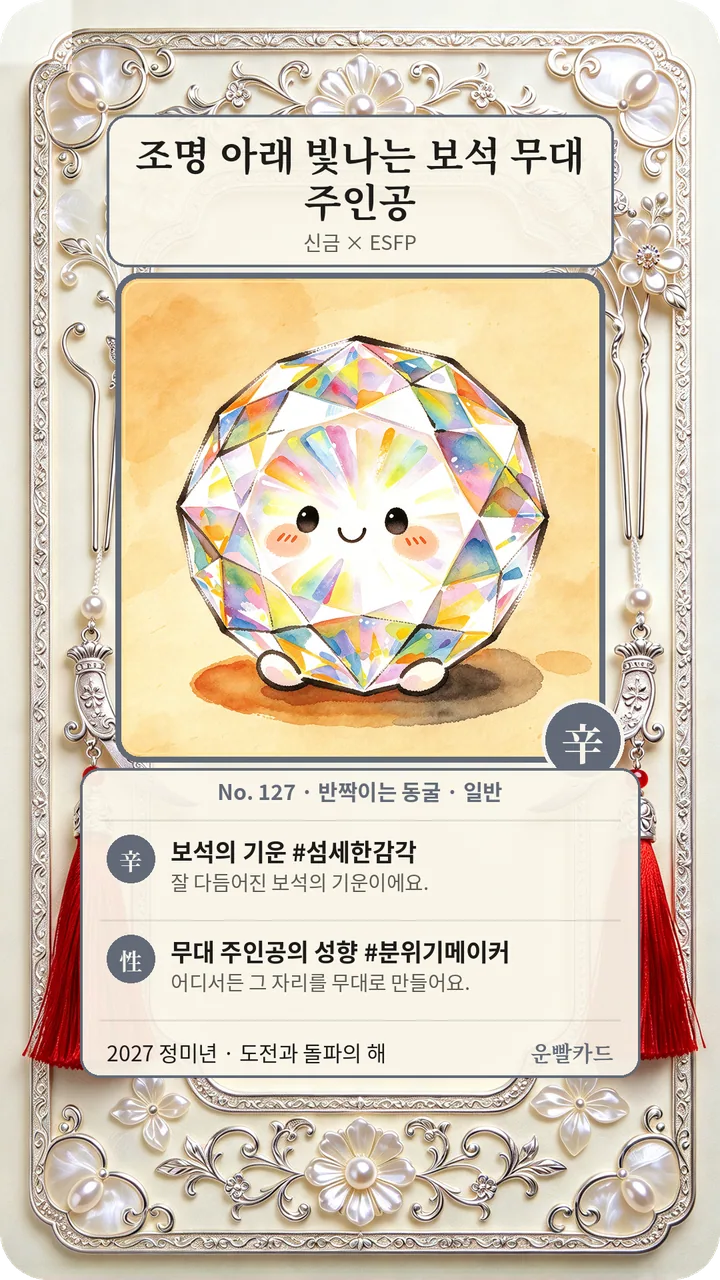 조명 아래 빛나는 보석 무대
주인공
신금 × ESFP
辛
No. 127 · 반짝이는 동굴 · 일반
辛
보석의 기운 #섬세한감각
잘 다듬어진 보석의 기운이에요.
性
무대 주인공의 성향 #분위기메이커
어디서든 그 자리를 무대로 만들어요.
2027 정미년 · 도전과 돌파의 해
운빨카드